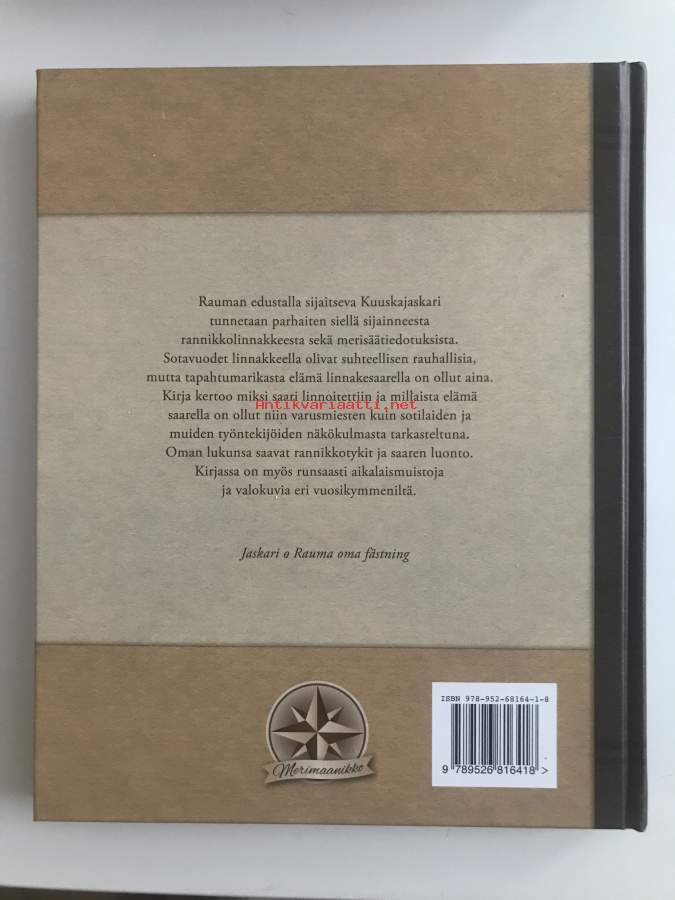 Rauman edustalla sijaitseva Kuuskajaskari
tunnetaan parhaiten siellä sijainneesta
rannikkolinnakkeesta sekä merisäätiedotuksista.
Sotavuodet linnakkeella olivat suhteellisen rauhallisia,
mutta tapahtumarikasta elämä linnakesaarella on ollut aina.
Kirja kertoo miksi saari linnoitettiin ja millaista elämä
Antikvariaatti.net
saarella on ollut niin varusmiesten kuin sotilaiden ja
muiden työntekijöiden näkökulmasta tarkasteltuna.
Oman lukunsa saavat rannikkotykit ja saaren luonto.
Kirjassa on myös runsaasti aikalaismuistoja
ja valokuvia eri vuosikymmeniltä.
Jaskari o Rauma oma fästning
Merimaanikko
ISBN 978-952-68164-1-8
9 789526 816418 >